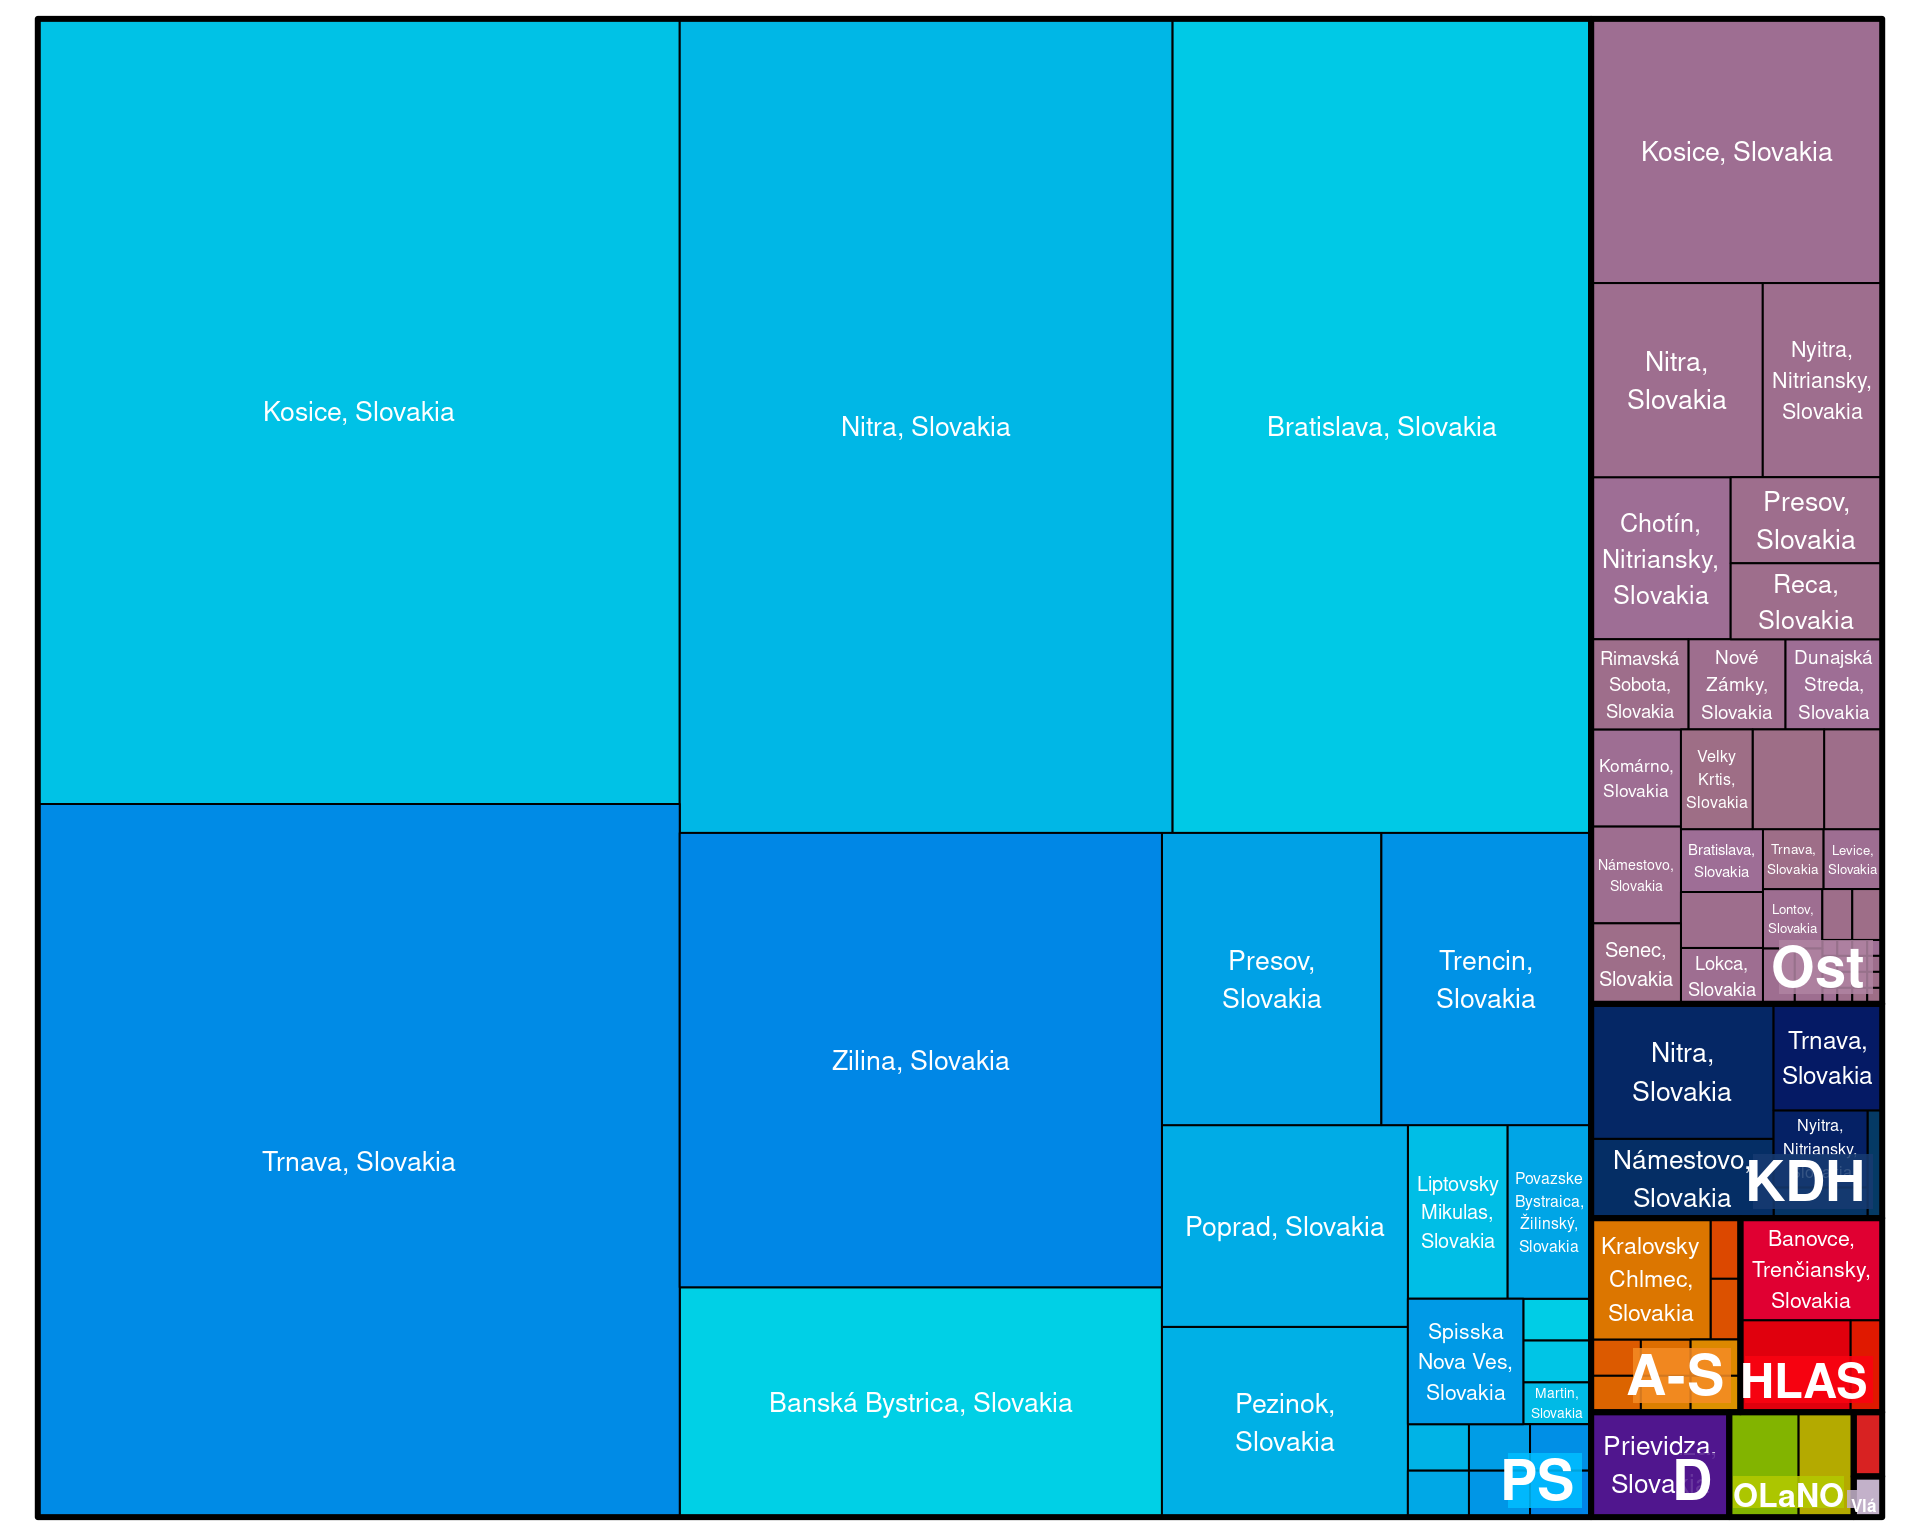 Kosice, Slovakia
Nitra, Slovakia
Bratislava, Slovakia
Trnava, Slovakia
Zilina, Slovakia
Banská Bystrica, Slovakia
Presov,
Slovakia
Trencin,
Slovakia
Poprad, Slovakia
Pezinok,
Slovakia
Liptovsky
Mikulas,
Slovakia
Povazske
Bystraica,
Žilinský,
Slovakia
Spisska
Nova Ves,
Slovakia
Martin,
Slovakia
PS
Kosice, Slovakia
Nitra,
Slovakia
Nyitra,
Nitriansky,
Slovakia
Chotín,
Nitriansky,
Slovakia
Presov,
Slovakia
Reca,
Slovakia
Rimavská
Sobota,
Slovakia
Nové
Zámky,
Slovakia
Dunajská
Streda,
Slovakia
Komárno,
Slovakia
Velky
Krtis,
Slovakia
Námestovo,
Slovakia
Bratislava,
Slovakia
Trnava,
Slovakia
Levice,
Slovakia
Lontov,
Slovakia
Senec,
Slovakia
Lokca,
Slovakia
Ost
Nitra,
Slovakia
Trnava,
Slovakia
Nyitra,
Nitriansky,
Námestovo,
Slovakia
KDH
Kralovsky
Chlmec,
Slovakia
A-S
Banovce,
Trenčiansky,
Slovakia
HLAS
Prievidza,
Slovakia
D
OLaNO
Vlá